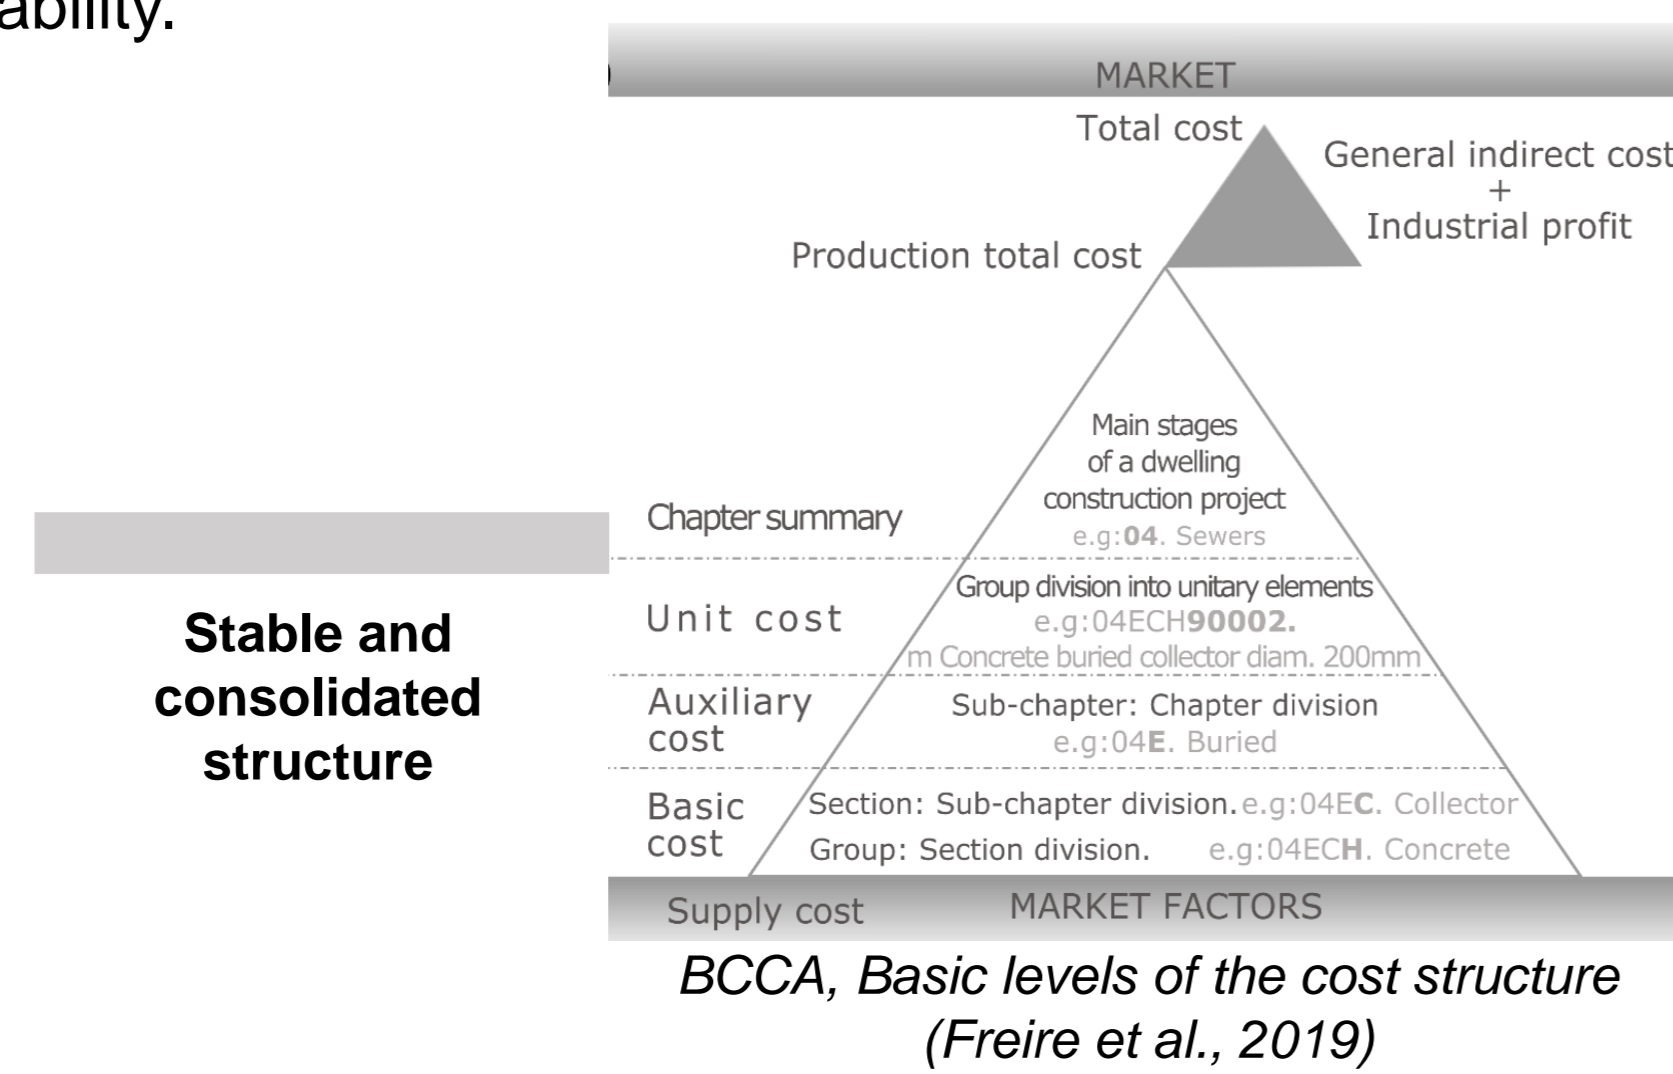 MARKET
Total cost
General indirect cost
+
Industrial profit
Production total cost
Main stages
of a dwelling
construction project
e.g:04. Sewers
Chapter summary
Group division into unitary elements
Unit cost
e.g:04ECH90002.
m Concrete buried collector diam. 200mm
Stable and
consolidated
structure
Auxiliary
cost
Sub-chapter: Chapter division
e.g:04E. Buried
Basic
cost
Section: Sub-chapter division. e.g:04EC. Collector
Group: Section division. e.g:04ECH. Concrete
Supply cost
MARKET FACTORS
BCCA, Basic levels of the cost structure
(Freire et al., 2019)